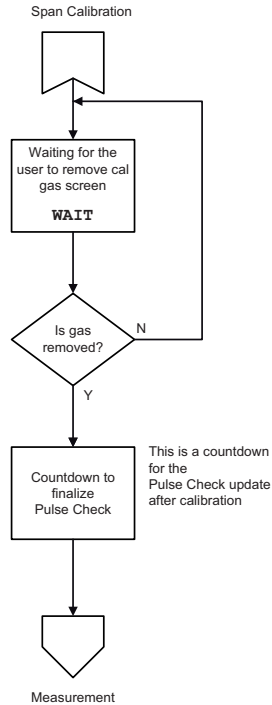 Span Calibration
Waiting for the
user to remove cal
gas screen
WAIT
Is gas
removed?
N
Y
Countdown to
finalize
Pulse Check
This is a countdown
for the
Pulse Check update
after calibration
Measurement